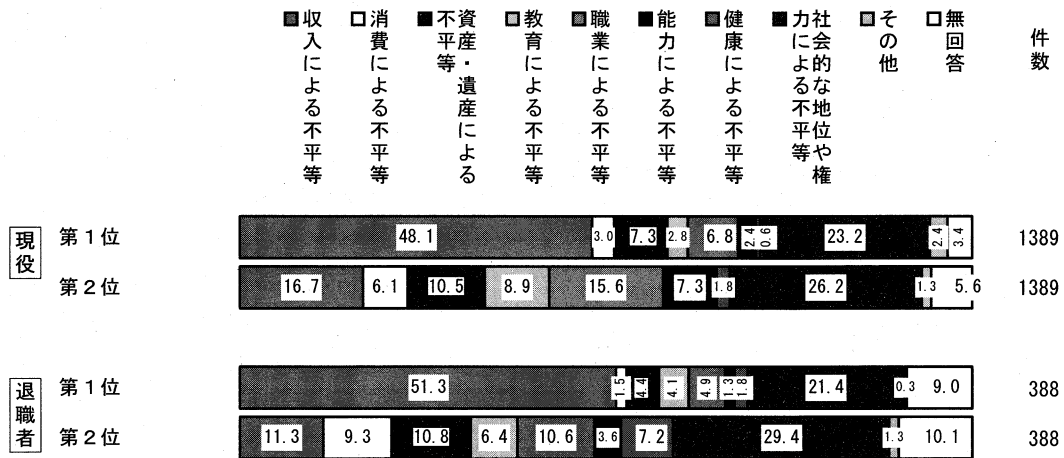 収入による不平等
消費による不平等
資産・遺産による
不平等
教育による不平等
職業による不平等
能力による不平等
健康による不平等
社会的な地位や権
力による不平等
その他
無回答
件数
現役
第1位
48.1 3.0 7.3 2.8 6.8 2.4 0.6 23.2 2.4 3.4 1389
第2位
16.7 6.1 10.5 8.9 15.6 7.3 1.8 26.2 1.3 5.6 1389
退職者
第1位
51.3 1.5 4.4 4.1 4.9 1.3 1.8 21.4 0.3 9.0 388
第2位
11.3 9.3 10.8 6.4 10.6 3.6 7.2 29.4 1.3 10.1 388